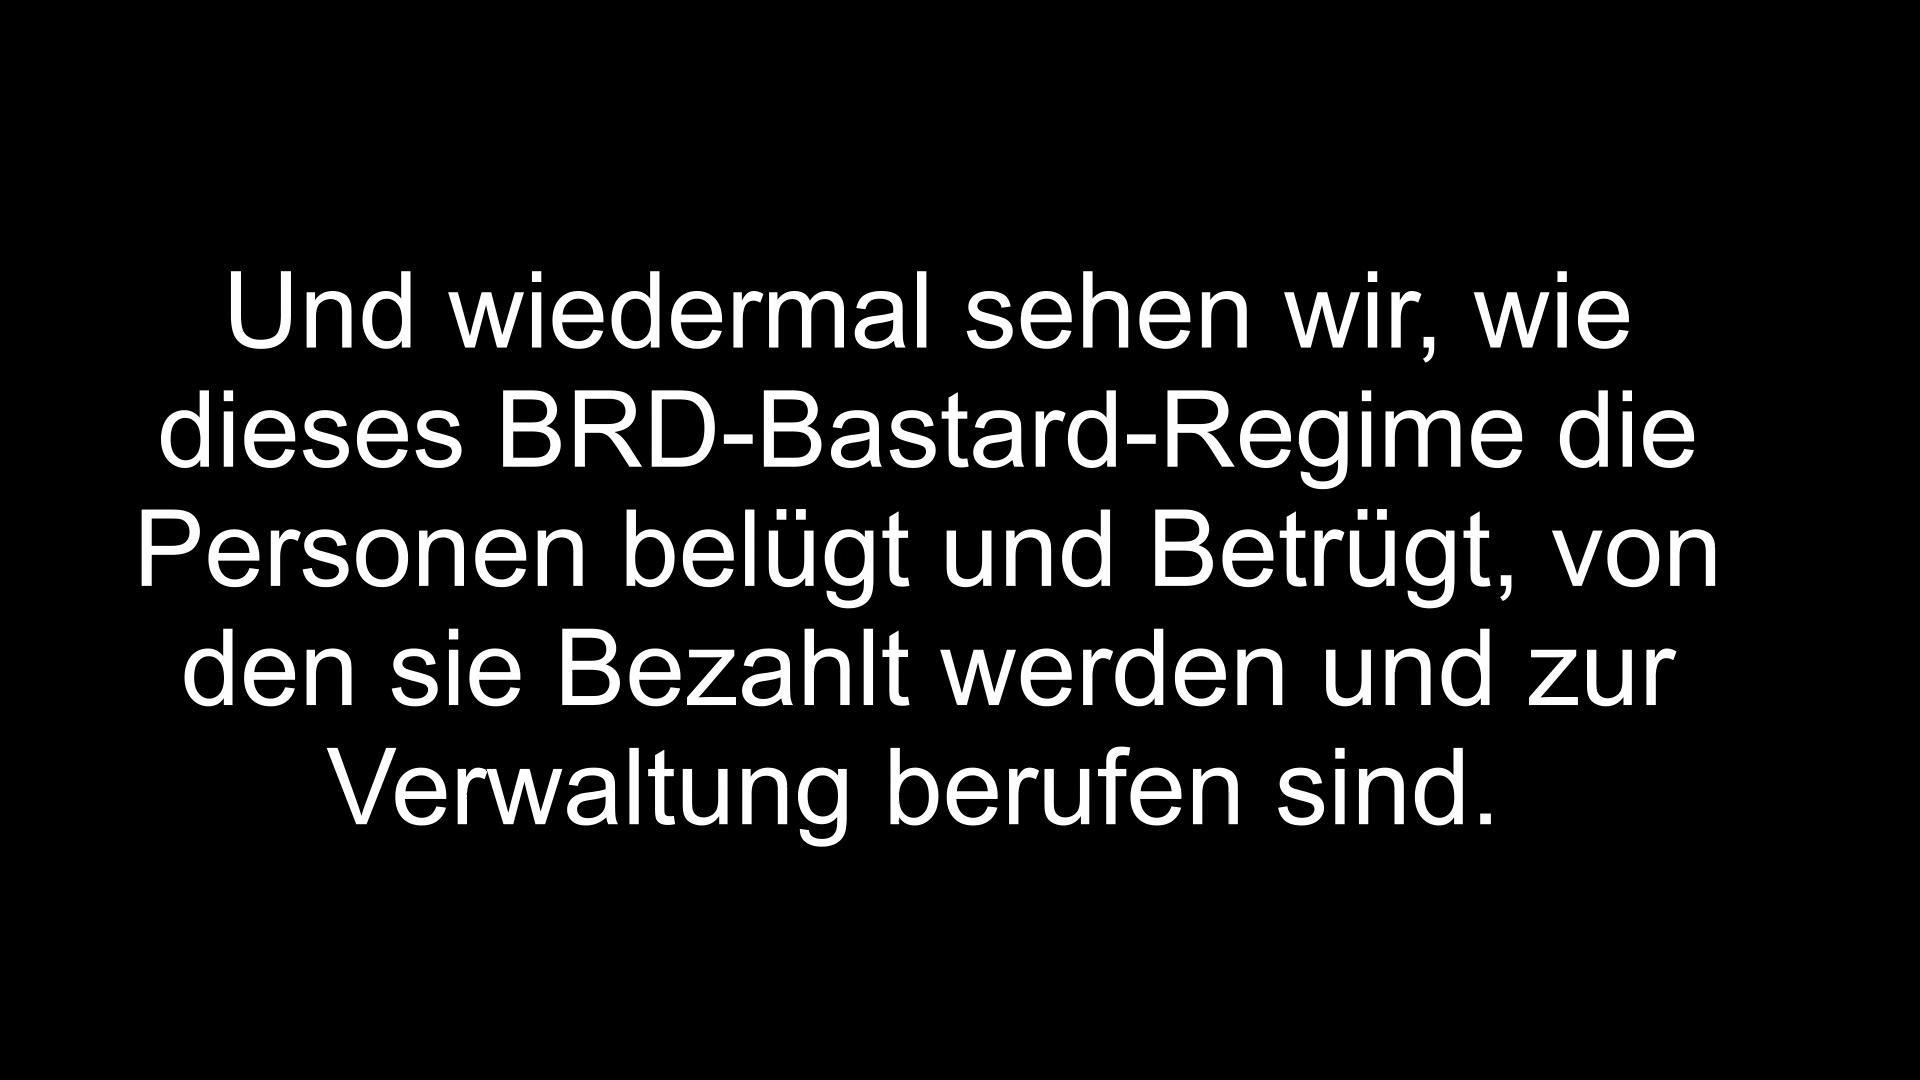 Und wiedermal sehen wir, wie
dieses BRD-Bastard-Regime die
Personen belügt und Betrügt, von
den sie Bezahlt werden und zur
Verwaltung berufen sind.